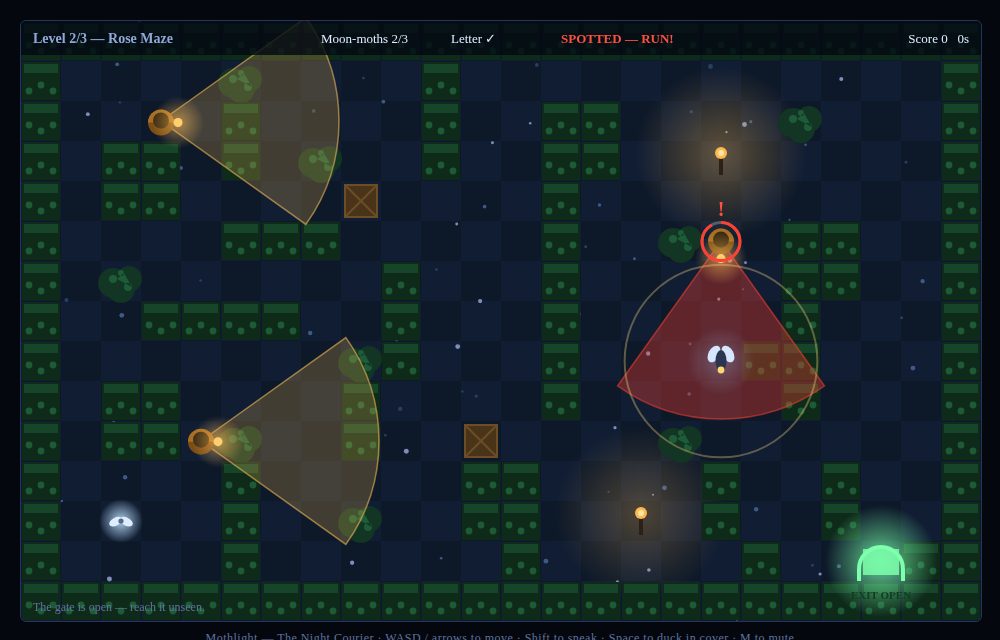 Level 2/3 — Rose Maze
Moon-moths 2/3
Letter ✓
SPOTTED — RUN!
Score 0 0s
!
EXIT OPEN
The gate is open — reach it unseen.
Mothlight — The Night Courier · WASD / arrows to move · Shift to sneak · Space to duck in cover · M to mute